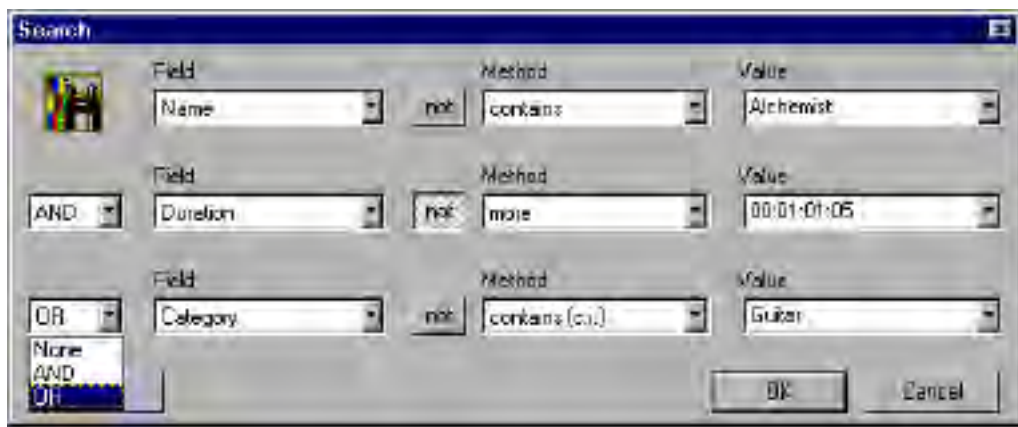 Search
Field Method Value
Name not contains Alchemist
Field Method Value
AND Duration not more 00:01:01:05
Field Method Value
OR Category not contains (c.i.) Guitar
None
AND
OR
OK Cancel